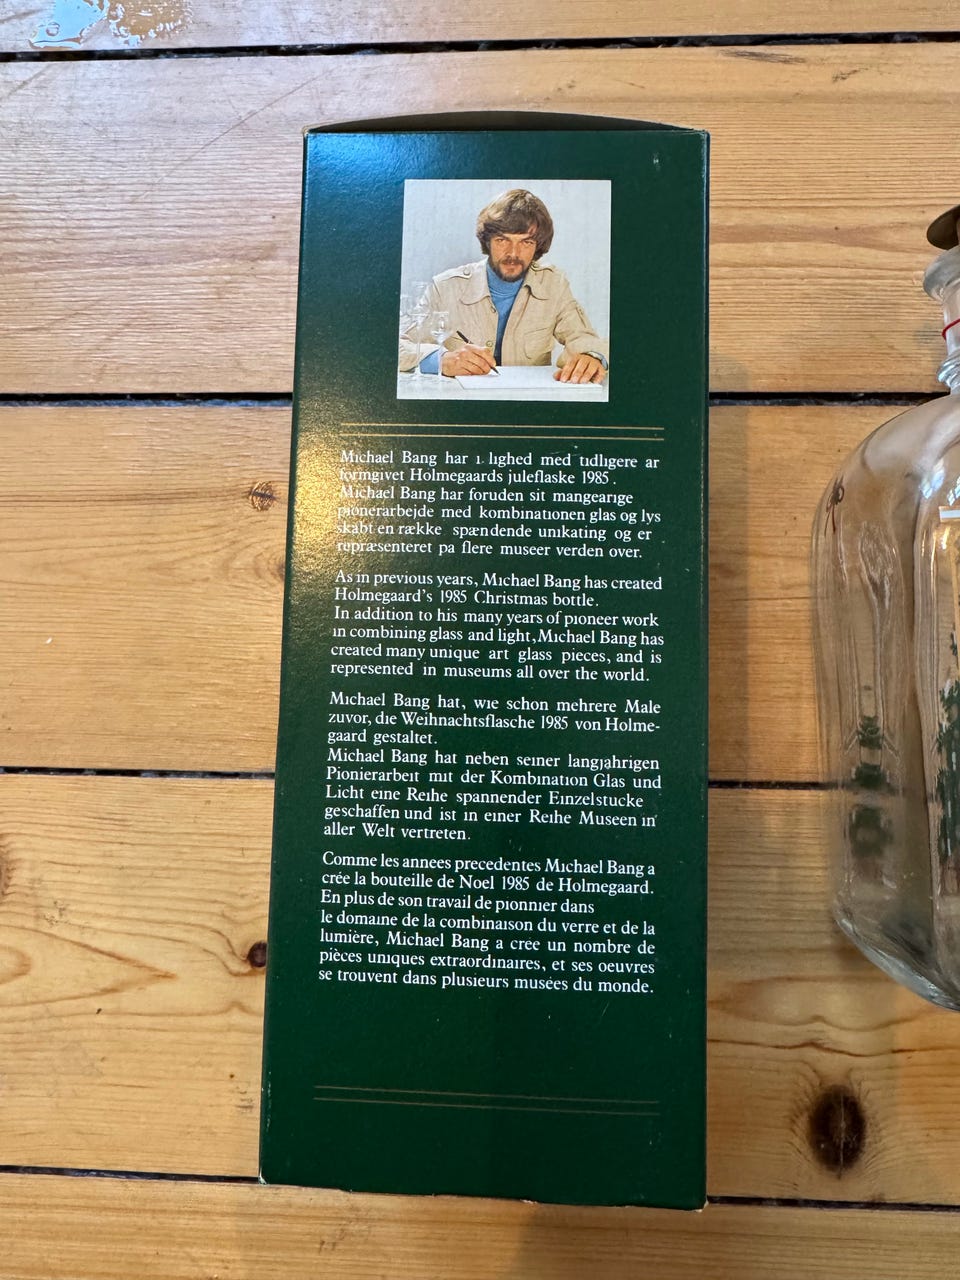 Michael Bang har i lighed med tidligere ar
formgivet Holmegaards juleflaske 1985.
Michael Bang har foruden sit mangearige
pionerarbejde med kombinationen glas og lys
skabt en række spændende unikating og er
repræsenteret pa flere museer verden over.
As in previous years, Michael Bang has created
Holmegaard's 1985 Christmas bottle.
In addition to his many years of pioneer work
in combining glass and light, Michael Bang has
created many unique art glass pieces, and is
represented in museums all over the world.
Michael Bang hat, wie schon mehrere Male
zuvor, die Weihnachtsflasche 1985 von Holme-
gaard gestaltet.
Michael Bang hat neben seiner langjahrigen
Pionierarbeit mit der Kombination Glas und
Licht eine Reihe spannender Einzelstucke
geschaffen und ist in einer Reihe Museen in
aller Welt vertreten.
Comme les annees precedentes Michael Bang a
crée la bouteille de Noel 1985 de Holmegaard.
En plus de son travail de pionnier dans
le domaine de la combinaison du verre et de la
lumière, Michael Bang a cree un nombre de
pièces uniques extraordinaires, et ses oeuvres
se trouvent dans plusieurs musées du monde.